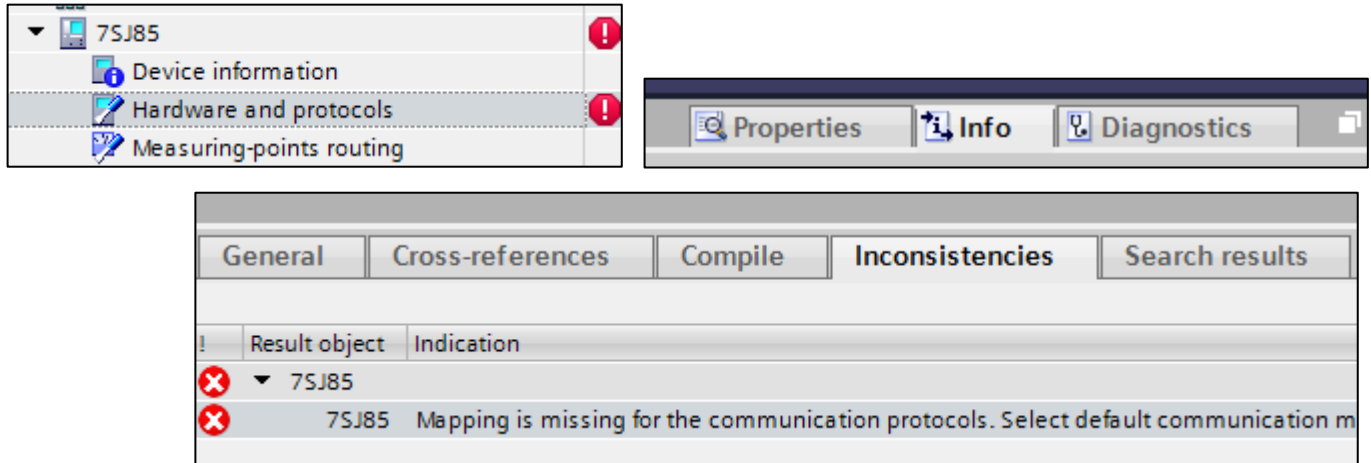 7SJ85
Device information
Hardware and protocols
Measuring-points routing
Properties Info Diagnostics
General Cross-references Compile Inconsistencies Search results
! Result object Indication
7SJ85
7SJ85 Mapping is missing for the communication protocols. Select default communication m